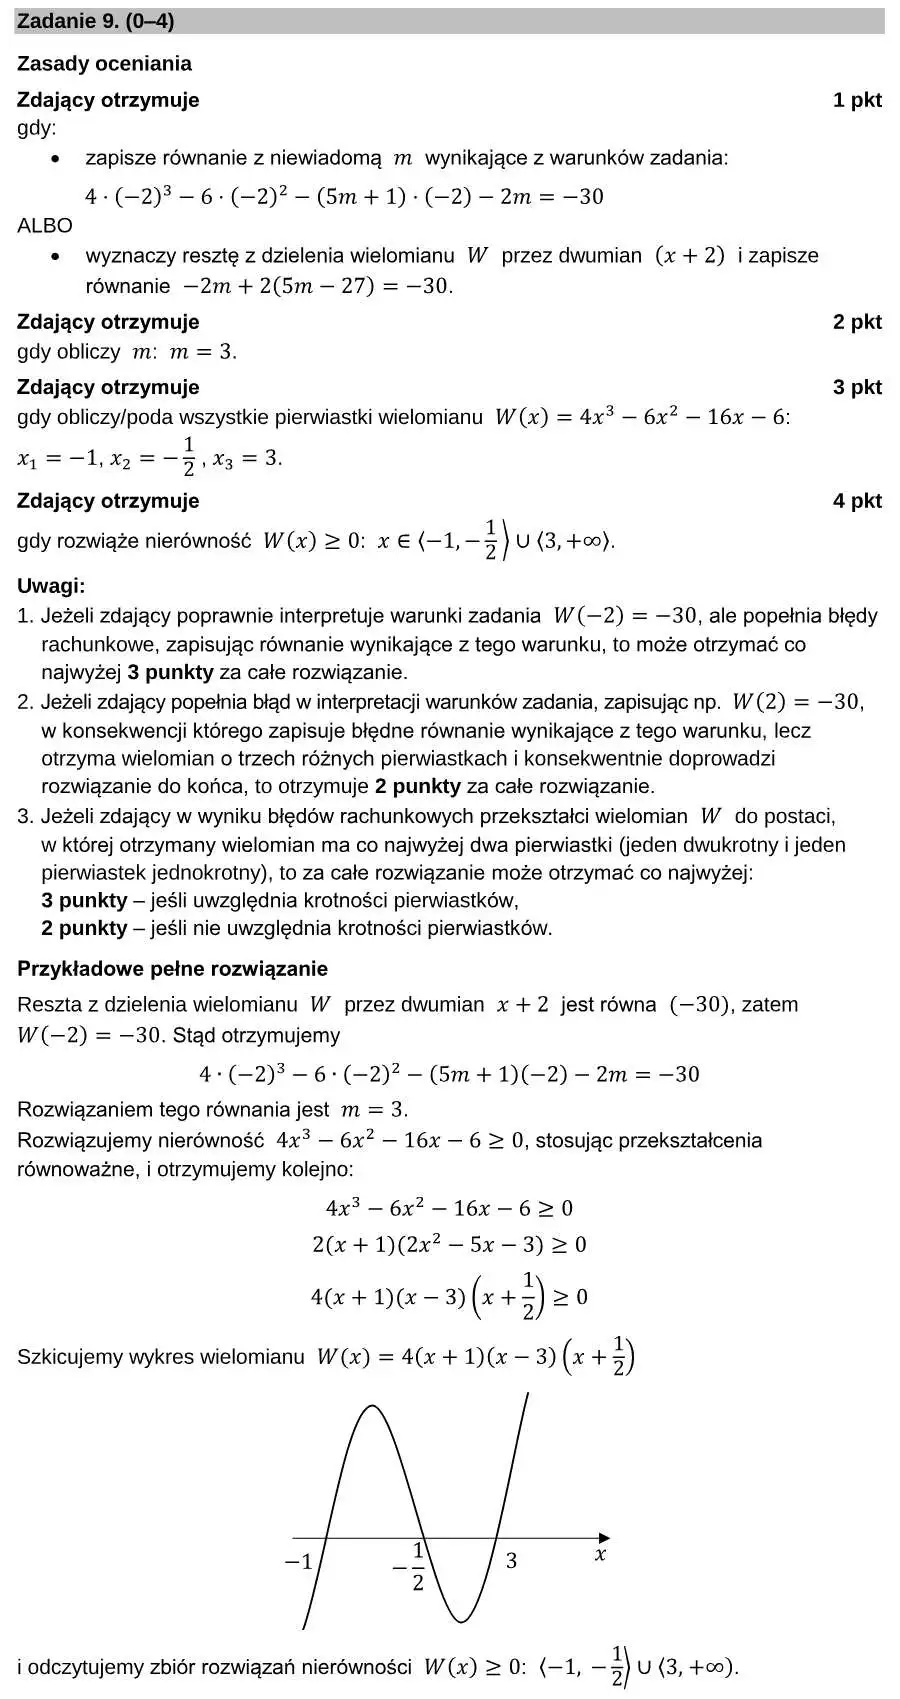 Zadanie 9. (0–4)
Zasady oceniania
Zdający otrzymuje 1 pkt
gdy:
• zapisze równanie z niewiadomą m wynikające z warunków zadania:
4 · (−2)³ − 6 · (−2)² − (5m + 1) · (−2) − 2m = −30
ALBO
• wyznaczy resztę z dzielenia wielomianu W przez dwumian (x + 2) i zapisze
równanie −2m + 2(5m − 27) = −30.
Zdający otrzymuje 2 pkt
gdy obliczy m: m = 3.
Zdający otrzymuje 3 pkt
gdy obliczy/poda wszystkie pierwiastki wielomianu W(x) = 4x³ − 6x² − 16x − 6:
x₁ = −1, x₂ = −1/2 , x₃ = 3.
Zdający otrzymuje 4 pkt
gdy rozwiąże nierówność W(x) ≥ 0: x ∈ ⟨−1, −1/2⟩ ∪ ⟨3, +∞⟩.
Uwagi:
1. Jeżeli zdający poprawnie interpretuje warunki zadania W(−2) = −30, ale popełnia błędy
rachunkowe, zapisując równanie wynikające z tego warunku, to może otrzymać co
najwyżej 3 punkty za całe rozwiązanie.
2. Jeżeli zdający popełnia błąd w interpretacji warunków zadania, zapisując np. W(2) = −30,
w konsekwencji którego zapisuje błędne równanie wynikające z tego warunku, lecz
otrzyma wielomian o trzech różnych pierwiastkach i konsekwentnie doprowadzi
rozwiązanie do końca, to otrzymuje 2 punkty za całe rozwiązanie.
3. Jeżeli zdający w wyniku błędów rachunkowych przekształci wielomian W do postaci,
w której otrzymany wielomian ma co najwyżej dwa pierwiastki (jeden dwukrotny i jeden
pierwiastek jednokrotny), to za całe rozwiązanie może otrzymać co najwyżej:
3 punkty – jeśli uwzględnia krotności pierwiastków,
2 punkty – jeśli nie uwzględnia krotności pierwiastków.
Przykładowe pełne rozwiązanie
Reszta z dzielenia wielomianu W przez dwumian x + 2 jest równa (−30), zatem
W(−2) = −30. Stąd otrzymujemy
4 · (−2)³ − 6 · (−2)² − (5m + 1)(−2) − 2m = −30
Rozwiązaniem tego równania jest m = 3.
Rozwiązujemy nierówność 4x³ − 6x² − 16x − 6 ≥ 0, stosując przekształcenia
równoważne, i otrzymujemy kolejno:
4x³ − 6x² − 16x − 6 ≥ 0
2(x + 1)(2x² − 5x − 3) ≥ 0
4(x + 1)(x − 3)(x + 1/2) ≥ 0
Szkicujemy wykres wielomianu W(x) = 4(x + 1)(x − 3)(x + 1/2)
−1 −1/2 3 x
i odczytujemy zbiór rozwiązań nierówności W(x) ≥ 0: ⟨−1, −1/2⟩ ∪ ⟨3, +∞).